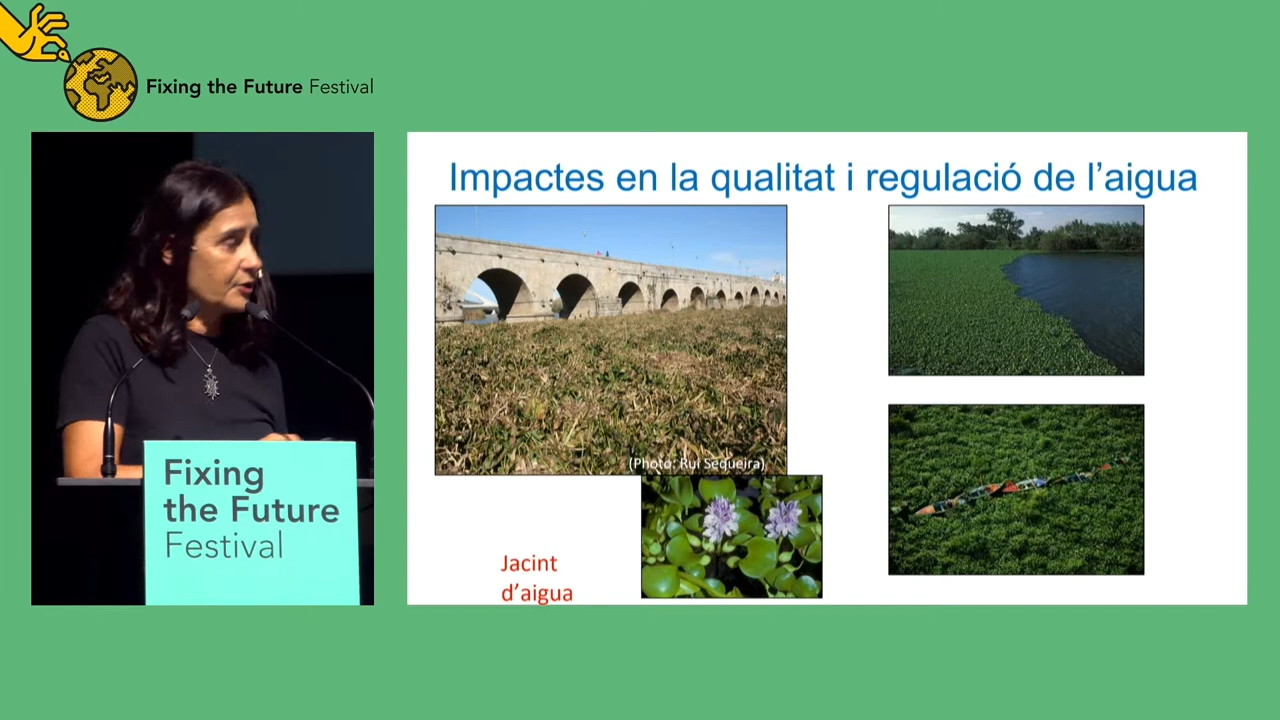 Fixing the Future Festival
Impactes en la qualitat i regulació de l’aigua
(Photo: Rui Sequeira)
Jacint
d’aigua
Fixing
the Future
Festival